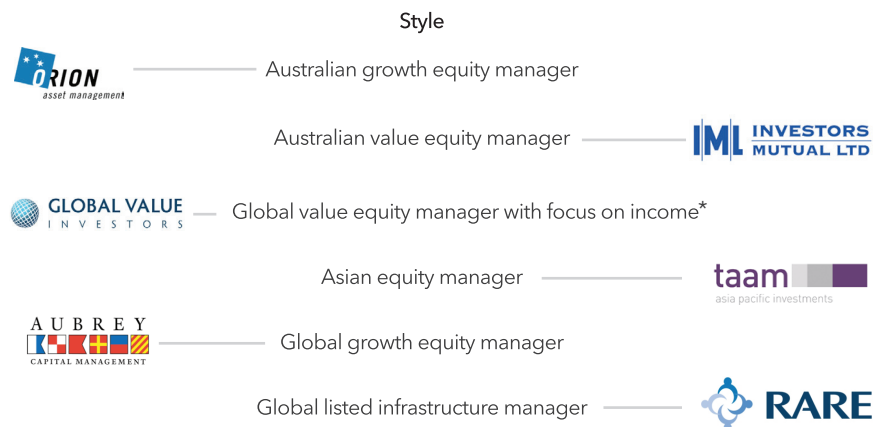 Style
ORION
asset management
Australian growth equity manager
Australian value equity manager
IML INVESTORS
MUTUAL LTD
GLOBAL VALUE
INVESTORS
Global value equity manager with focus on income*
Asian equity manager
taam
asia pacific investments
AUBREY
CAPITAL MANAGEMENT
Global growth equity manager
Global listed infrastructure manager
RARE